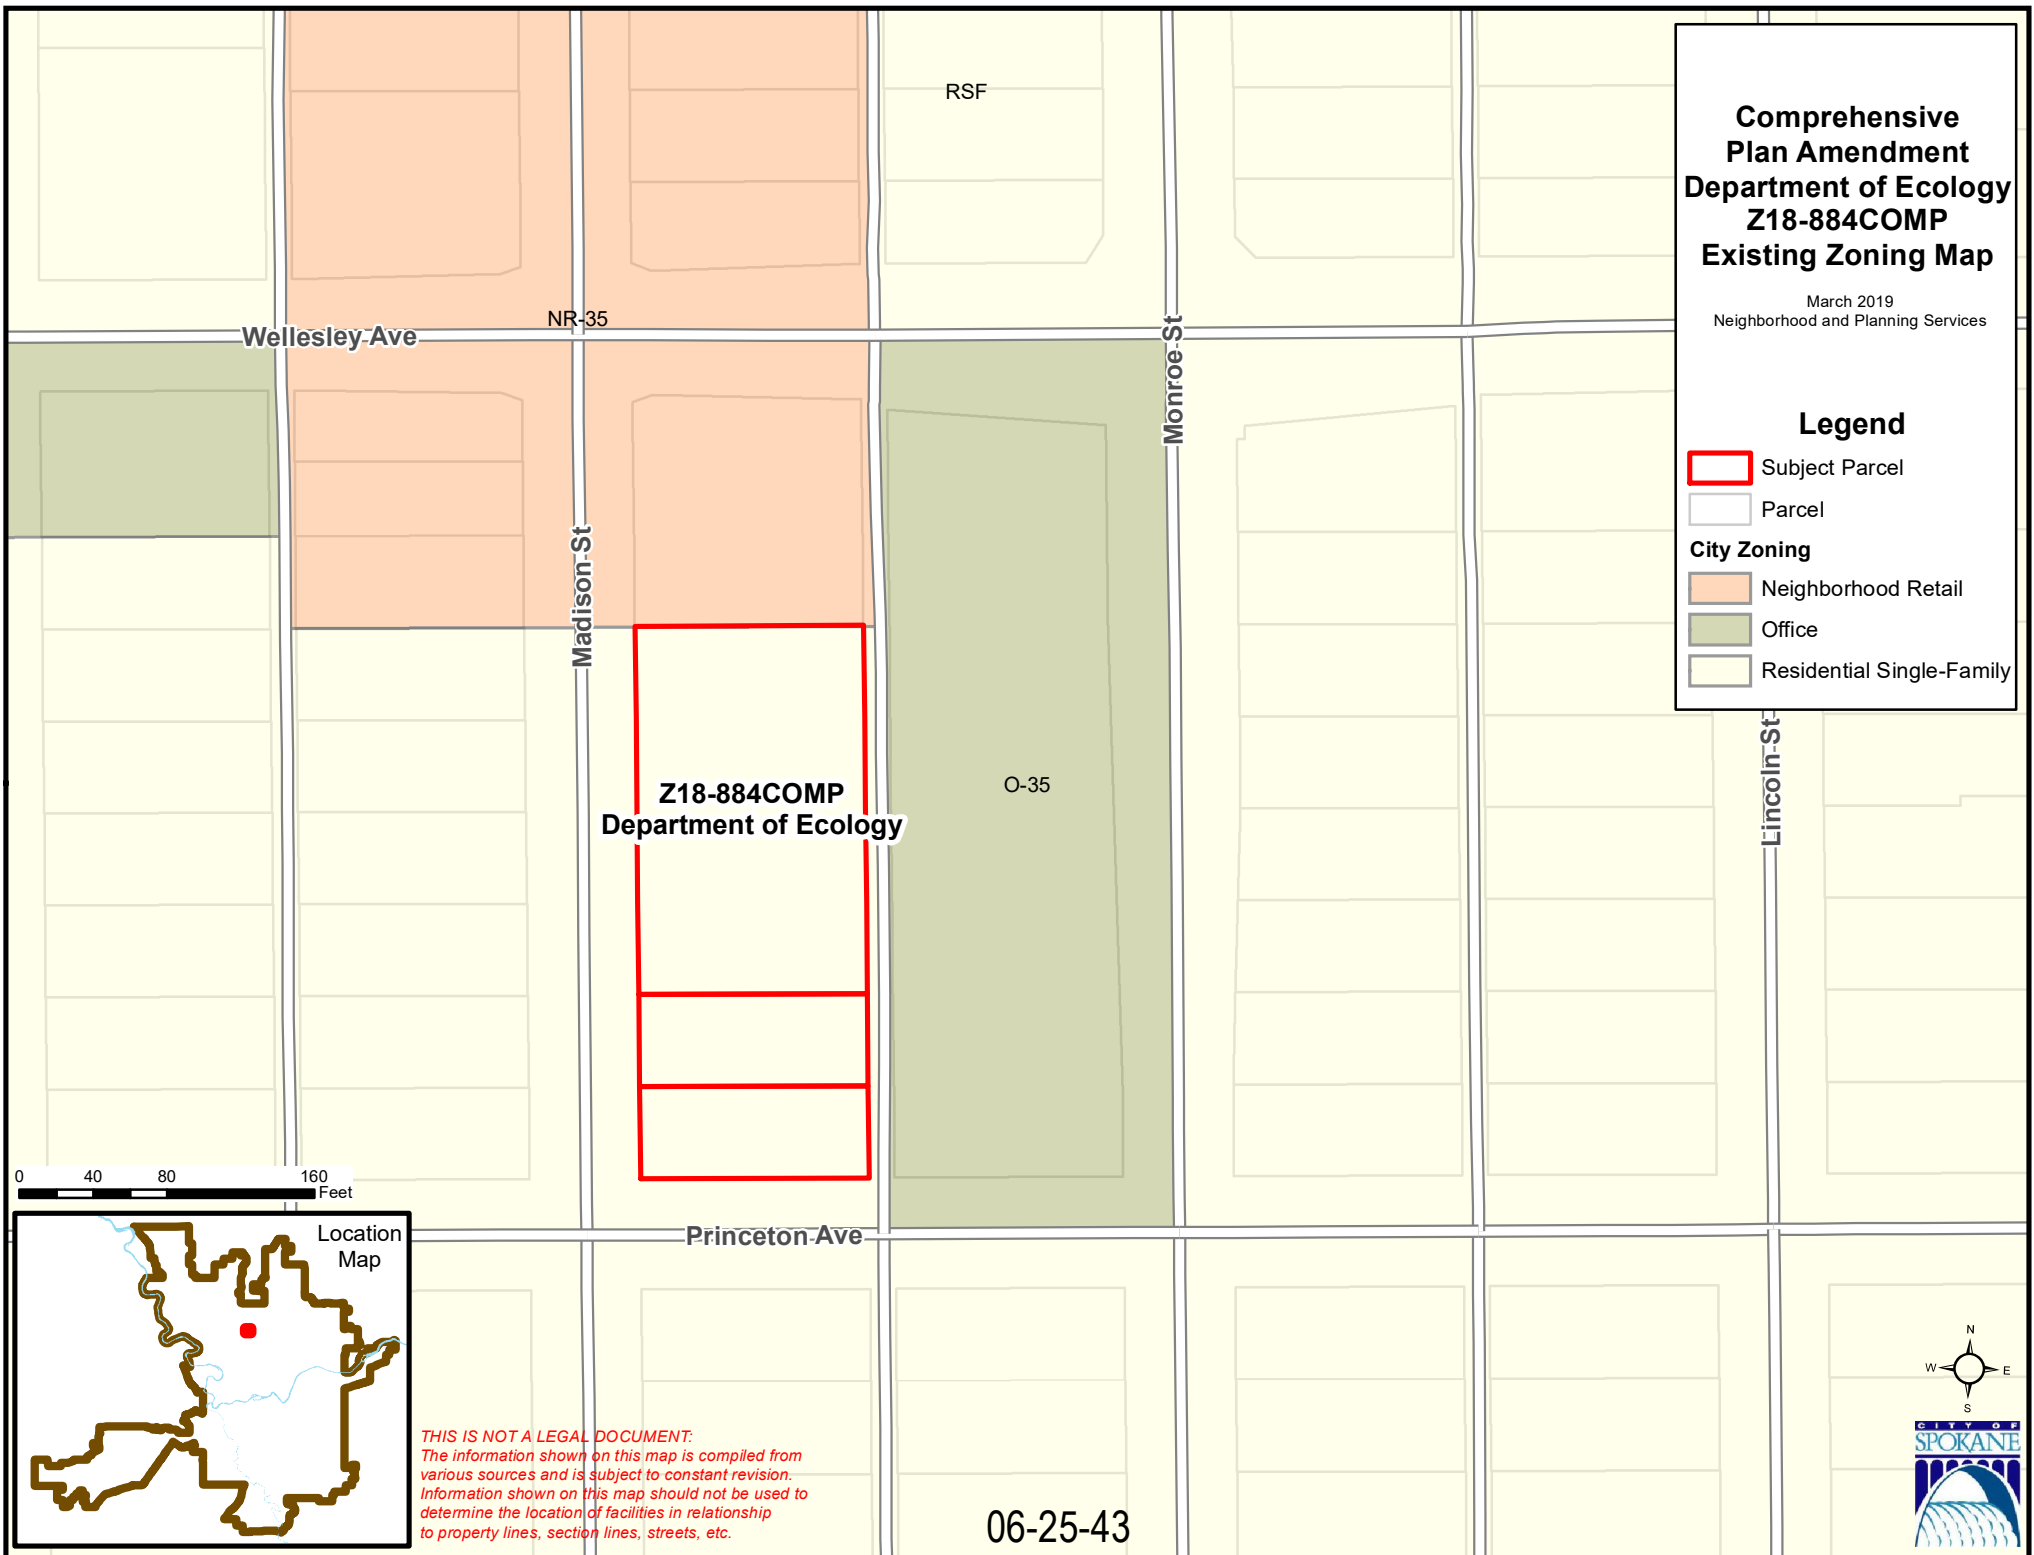 RSF
Comprehensive
Plan Amendment
Department of Ecology
Z18-884COMP
Existing Zoning Map
March 2019
Neighborhood and Planning Services
Legend
Subject Parcel
Parcel
City Zoning
Neighborhood Retail
Office
Residential Single-Family
NR-35
Wellesley Ave
Monroe St
Madison St
Lincoln St
Z18-884COMP
Department of Ecology
O-35
0 40 80 160
Feet
Princeton Ave
Location
Map
THIS IS NOT A LEGAL DOCUMENT:
The information shown on this map is compiled from
various sources and is subject to constant revision.
Information shown on this map should not be used to
determine the location of facilities in relationship
to property lines, section lines, streets, etc.
06-25-43
N
W E
S
CITY OF
SPOKANE